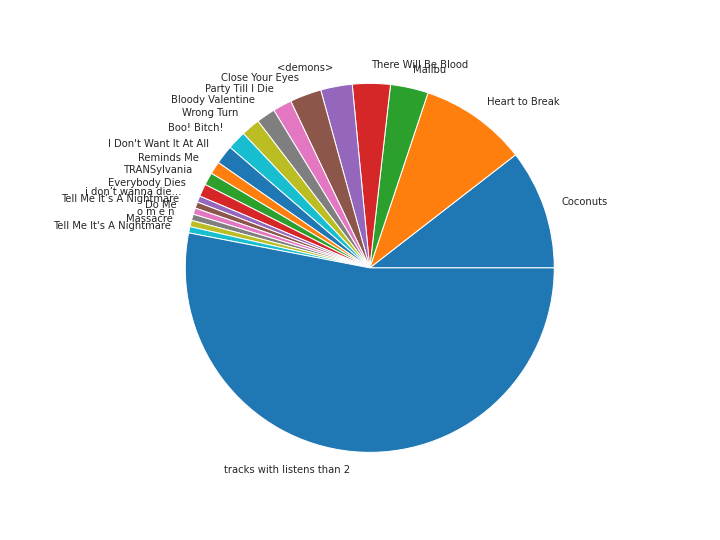 There Will Be Blood
<demons>
Malibu
Close Your Eyes
Party Till I Die
Heart to Break
Bloody Valentine
Wrong Turn
Boo! Bitch!
I Don't Want It At All
Reminds Me
TRANSylvania
Everybody Dies
i don't wanna die...
Tell Me It's A Nightmare
Coconuts
Do Me
o m e n
Massacre
Tell Me It's A Nightmare
tracks with listens than 2